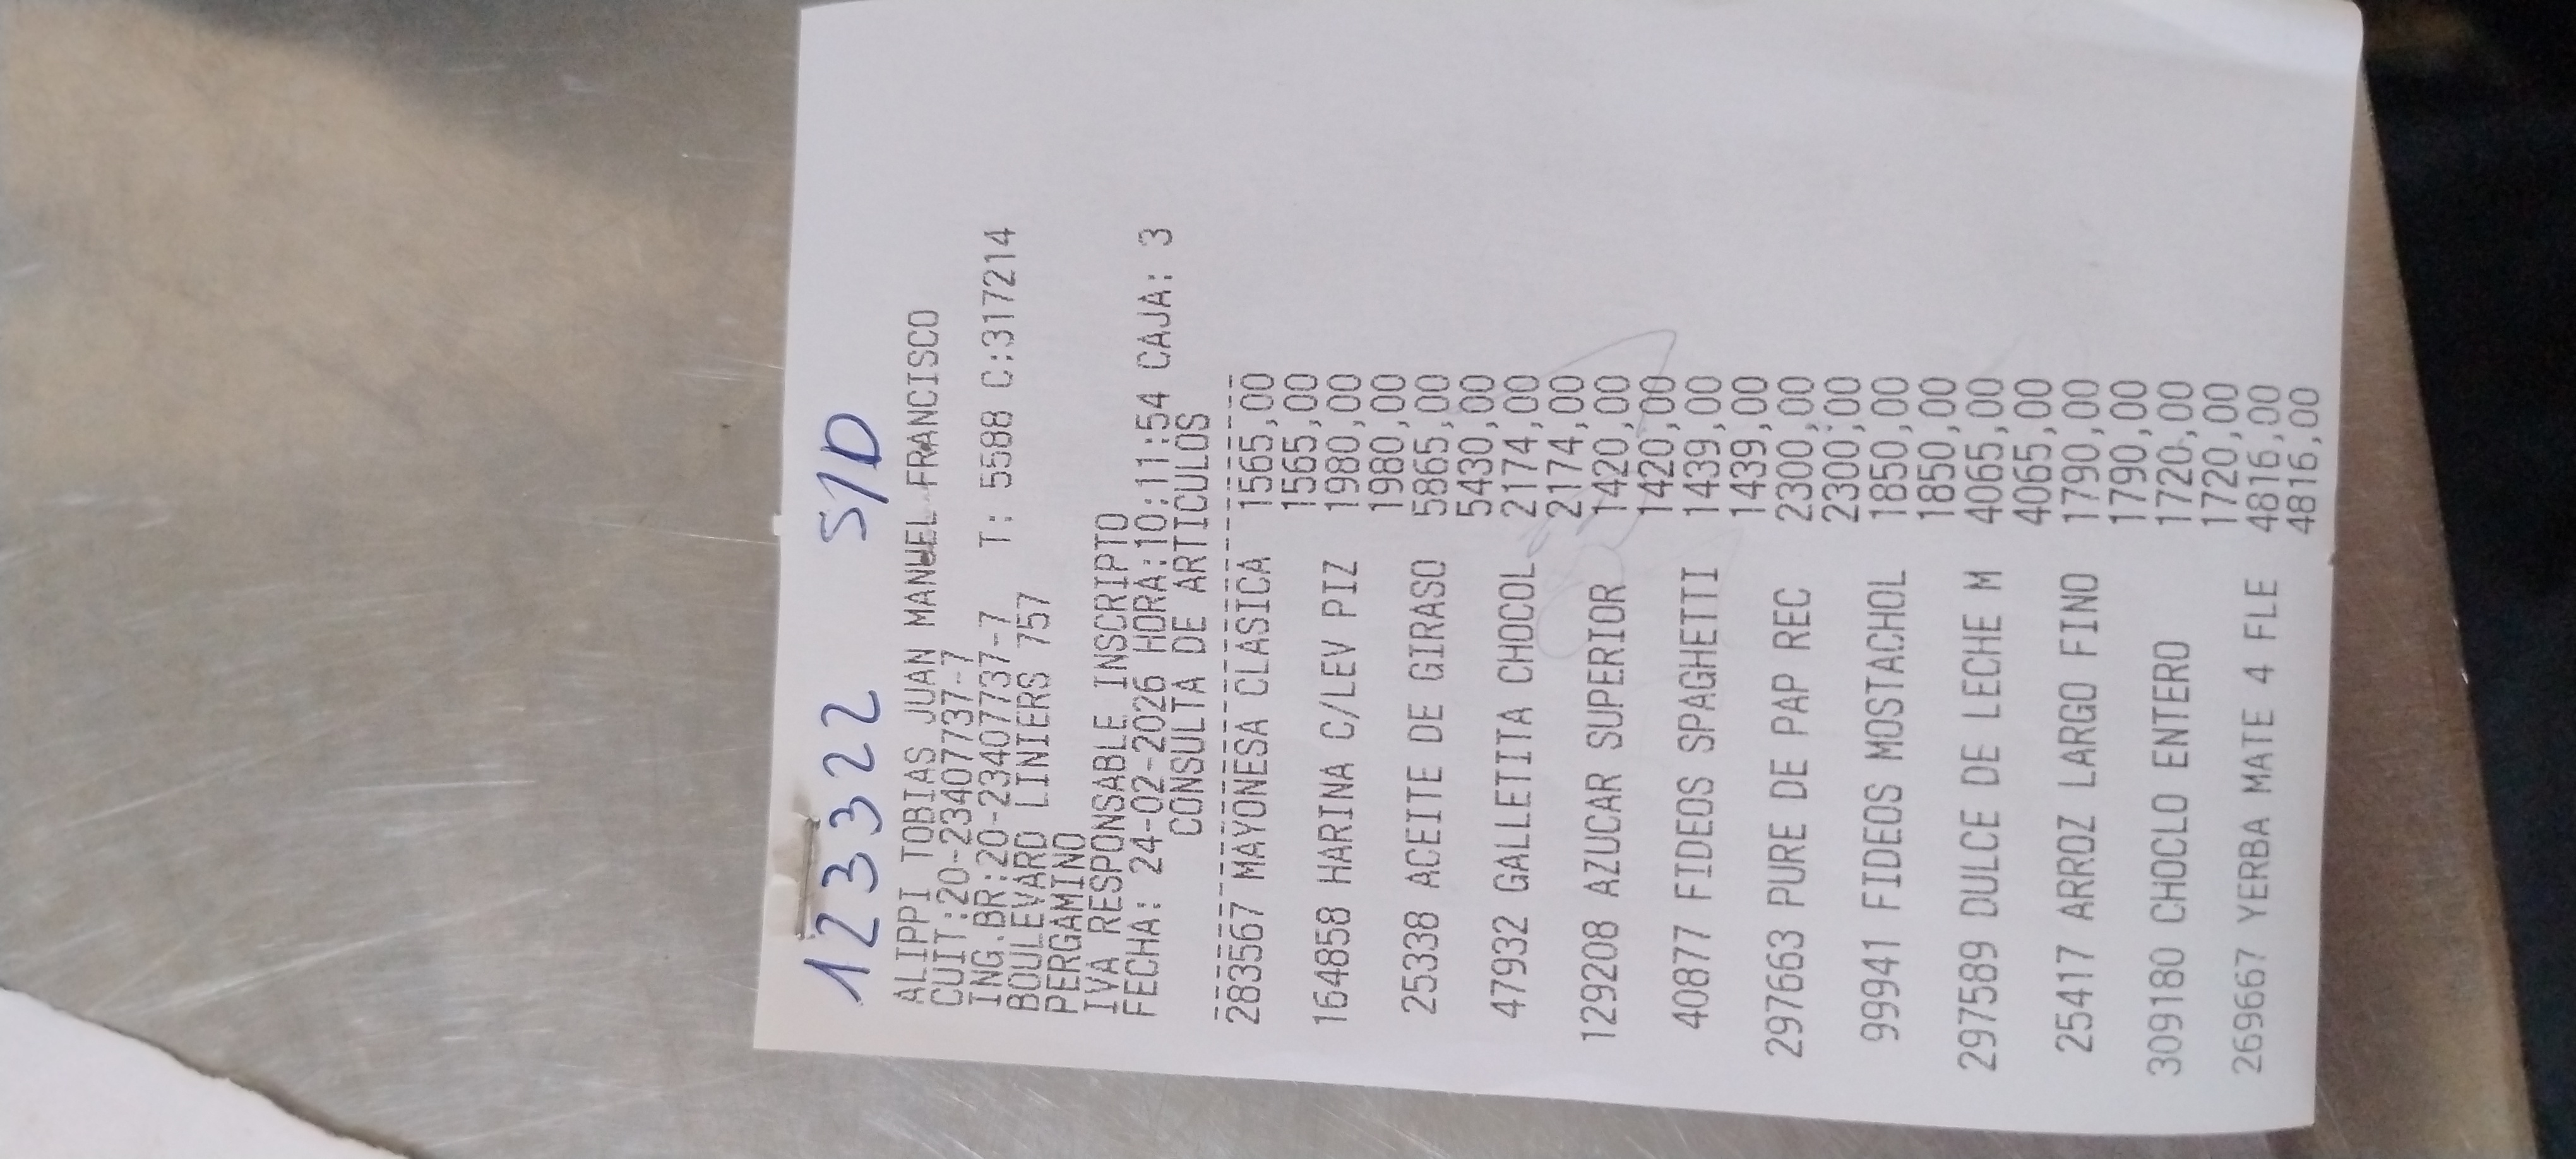 123322 S/D
ALIPPI TOBIAS JUAN MANUEL FRANCISCO
CUIT:20-23407737-7
ING.BR:20-23407737-7 T: 5588 C:317214
BOULEVARD LINIERS 757
PERGAMINO
IVA RESPONSABLE INSCRIPTO
FECHA: 24-02-2026 HORA:10:11:54 CAJA: 3
CONSULTA DE ARTICULOS
283567 MAYONESA CLASICA 1565,00
1565,00
164858 HARINA C/LEV PIZ 1980,00
1980,00
25338 ACEITE DE GIRASO 5865,00
5430,00
47932 GALLETITA CHOCOL 2174,00
2174,00
129208 AZUCAR SUPERIOR 1420,00
1420,00
40877 FIDEOS SPAGHETTI 1439,00
1439,00
297663 PURE DE PAP REC 2300,00
2300,00
99941 FIDEOS MOSTACHOL 1850,00
1850,00
297589 DULCE DE LECHE M 4065,00
4065,00
25417 ARROZ LARGO FINO 1790,00
1790,00
309180 CHOCLO ENTERO 1720,00
1720,00
269667 YERBA MATE 4 FLE 4816,00
4816,00